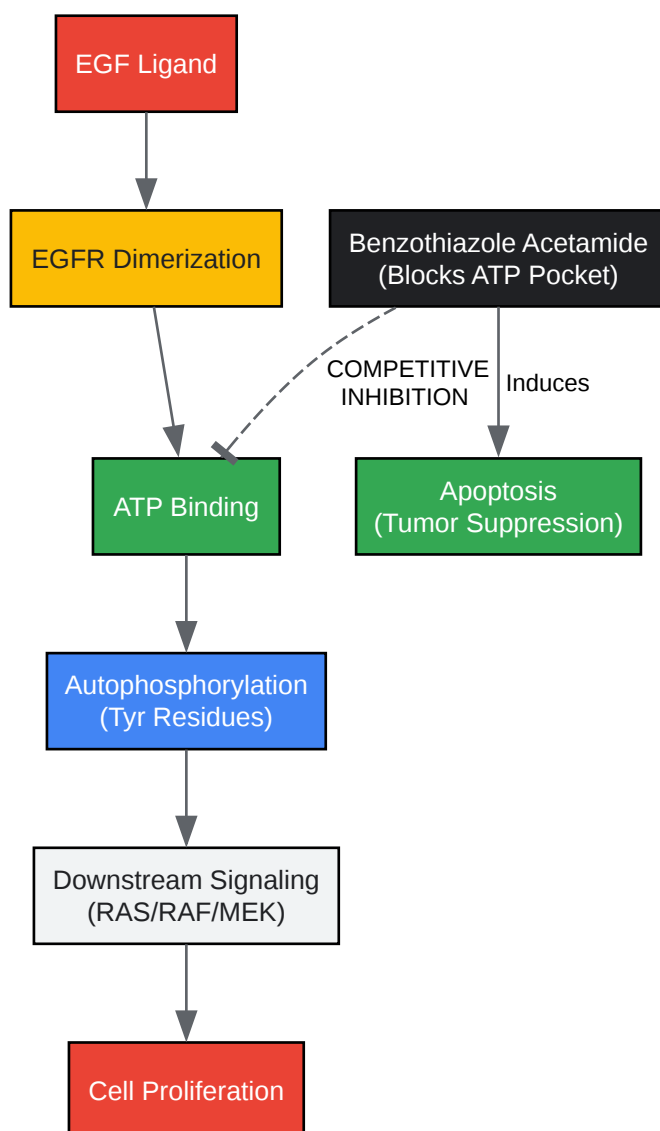 EGF Ligand
EGFR Dimerization
Benzothiazole Acetamide
(Blocks ATP Pocket)
COMPETITIVE
INHIBITION
Induces
ATP Binding
Apoptosis
(Tumor Suppression)
Autophosphorylation
(Tyr Residues)
Downstream Signaling
(RAS/RAF/MEK)
Cell Proliferation